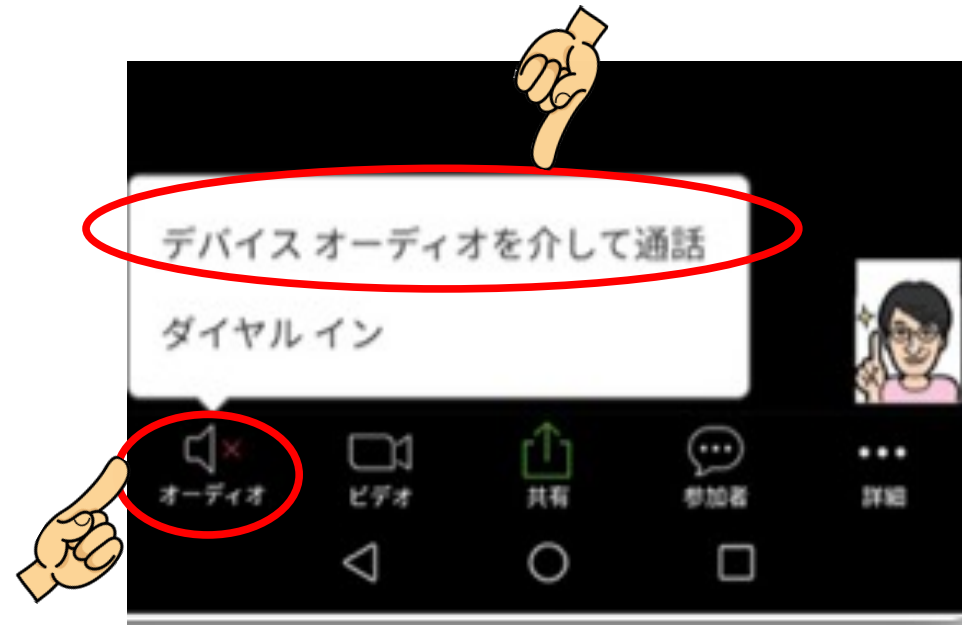 デバイス オーディオを介して通話
ダイヤル イン
オーディオ
ビデオ
共有
参加者
詳細